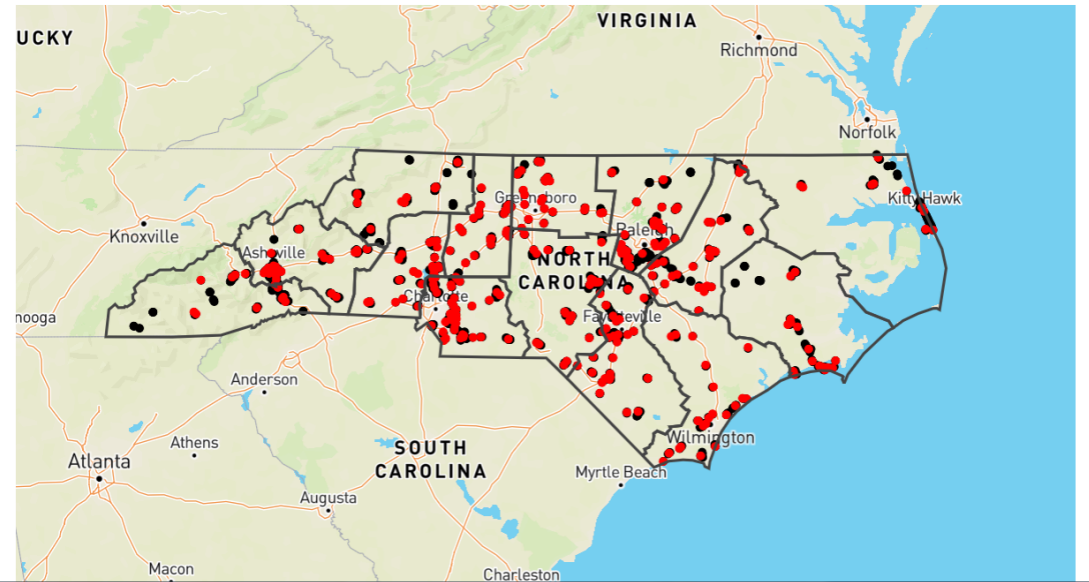 VIRGINIA
UCKY
Richmond
Norfolk
Greensboro
Kitty Hawk
Raleigh
Knoxville
Asheville
NORTH
CAROLINA
Charlotte
nooga
Fayetteville
Anderson
Wilmington
Athens
SOUTH
CAROLINA
Atlanta
Myrtle Beach
Augusta
Macon
Charleston